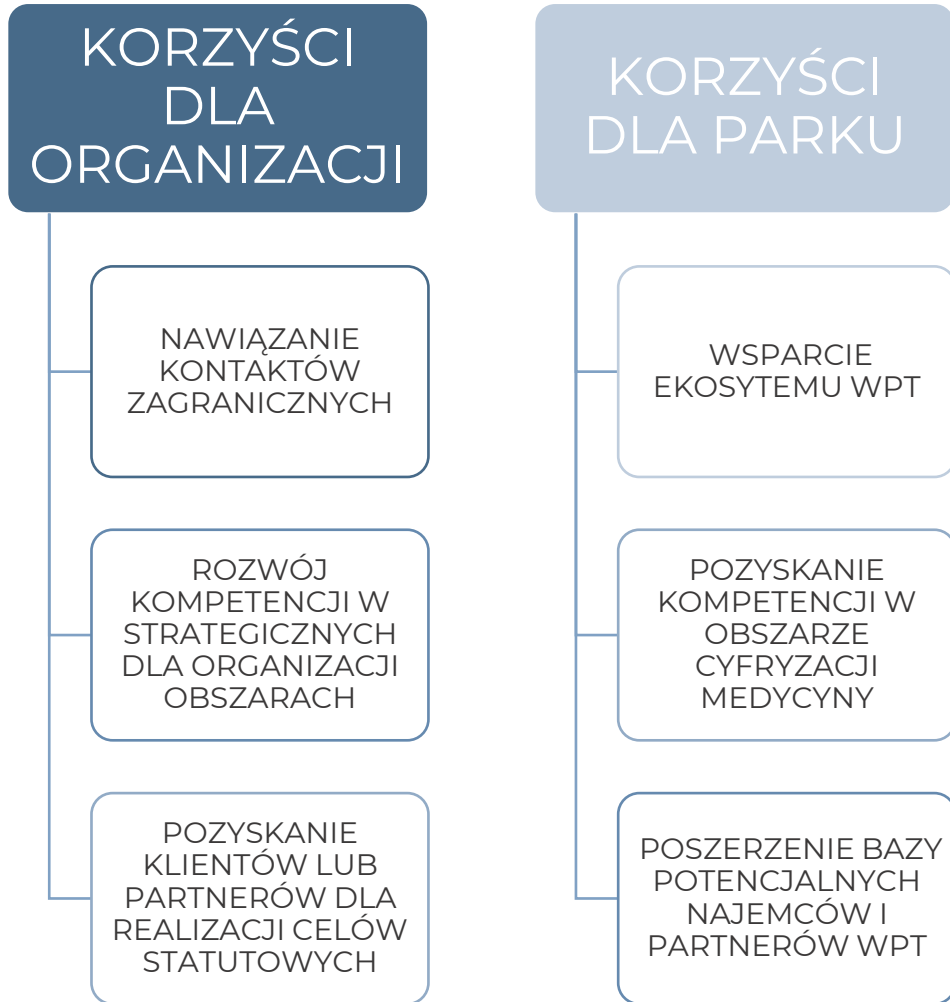 KORZYŚCI
DLA
ORGANIZACJI
NAWIĄZANIE
KONTAKTÓW
ZAGRANICZNYCH
ROZWÓJ
KOMPETENCJI W
STRATEGICZNYCH
DLA ORGANIZACJI
OBSZARACH
POZYSKANIE
KLIENTÓW LUB
PARTNERÓW DLA
REALIZACJI CELÓW
STATUTOWYCH
KORZYŚCI
DLA PARKU
WSPARCIE
EKOSYTEMU WPT
POZYSKANIE
KOMPETENCJI W
OBSZARZE
CYFRYZACJI
MEDYCYNY
POSZERZENIE BAZY
POTENCJALNYCH
NAJEMCÓW I
PARTNERÓW WPT